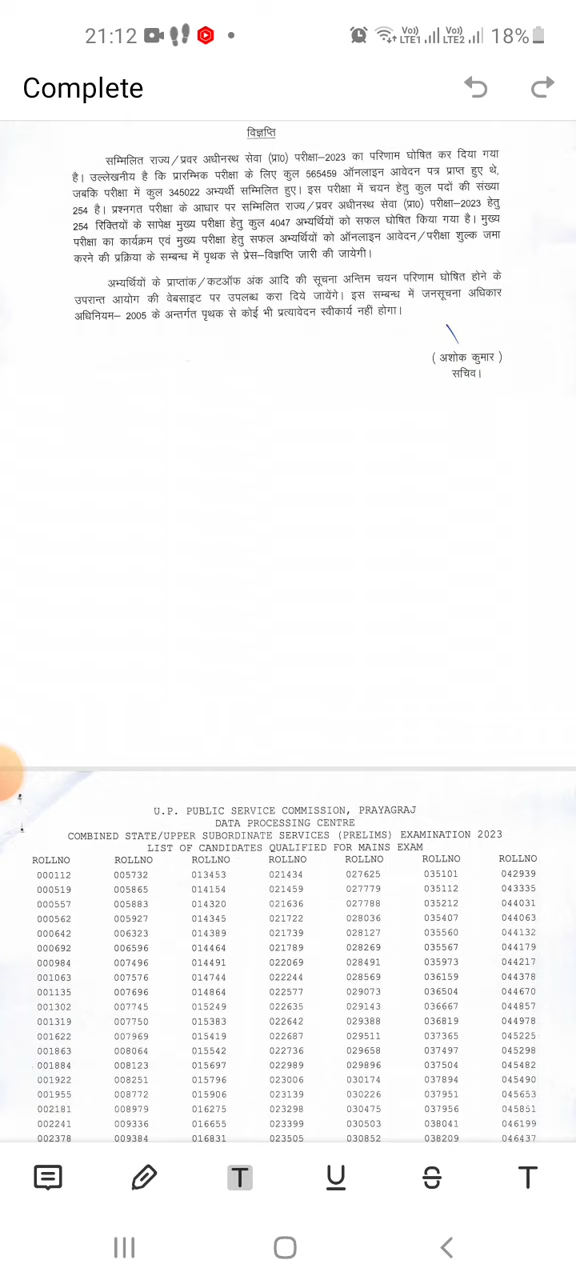 21:12
Vo)) LTE1 Vo)) LTE2 18%
Complete
विज्ञप्ति
सम्मिलित राज्य/प्रवर अधीनस्थ सेवा (प्रा0) परीक्षा–2023 का परिणाम घोषित कर दिया गया
है। उल्लेखनीय है कि प्रारम्भिक परीक्षा के लिए कुल 565459 ऑनलाइन आवेदन पत्र प्राप्त हुए थे,
जबकि परीक्षा में कुल 345022 अभ्यर्थी सम्मिलित हुए। इस परीक्षा में चयन हेतु कुल पदों की संख्या
254 है। प्रश्नगत परीक्षा के आधार पर सम्मिलित राज्य/प्रवर अधीनस्थ सेवा (प्रा0) परीक्षा–2023 हेतु
254 रिक्तियों के सापेक्ष मुख्य परीक्षा हेतु कुल 4047 अभ्यर्थियों को सफल घोषित किया गया है। मुख्य
परीक्षा का कार्यक्रम एवं मुख्य परीक्षा हेतु सफल अभ्यर्थियों को ऑनलाइन आवेदन/परीक्षा शुल्क जमा
करने की प्रक्रिया के सम्बन्ध में पृथक से प्रेस–विज्ञप्ति जारी की जायेगी।
अभ्यर्थियों के प्राप्तांक/कटऑफ अंक आदि की सूचना अन्तिम चयन परिणाम घोषित होने के
उपरान्त आयोग की वेबसाइट पर उपलब्ध करा दिये जायेंगे। इस सम्बन्ध में जनसूचना अधिकार
अधिनियम– 2005 के अन्तर्गत पृथक से कोई भी प्रत्यावेदन स्वीकार्य नहीं होगा।
( अशोक कुमार )
सचिव।
U.P. PUBLIC SERVICE COMMISSION, PRAYAGRAJ
DATA PROCESSING CENTRE
COMBINED STATE/UPPER SUBORDINATE SERVICES (PRELIMS) EXAMINATION 2023
LIST OF CANDIDATES QUALIFIED FOR MAINS EXAM
ROLLNO ROLLNO ROLLNO ROLLNO ROLLNO ROLLNO ROLLNO
000112 005732 013453 021434 027625 035101 042939
000519 005865 014154 021459 027779 035112 043335
000557 005883 014320 021636 027788 035212 044031
000562 005927 014345 021722 028036 035407 044063
000642 006323 014389 021739 028127 035560 044132
000692 006596 014464 021789 028269 035567 044179
000984 007496 014491 022069 028491 035973 044217
001063 007576 014744 022244 028569 036159 044378
001135 007696 014864 022577 029073 036504 044670
001302 007745 015249 022635 029143 036667 044857
001319 007750 015383 022642 029388 036819 044978
001622 007969 015419 022687 029511 037365 045225
001863 008064 015542 022736 029658 037497 045298
001884 008123 015697 022989 029896 037504 045482
001922 008251 015796 023006 030174 037894 045490
001955 008772 015906 023139 030226 037951 045653
002181 008979 016275 023298 030475 037956 045851
002241 009336 016655 023399 030503 038041 046199
002378 009384 016831 023505 030852 038209 046437
T U S T